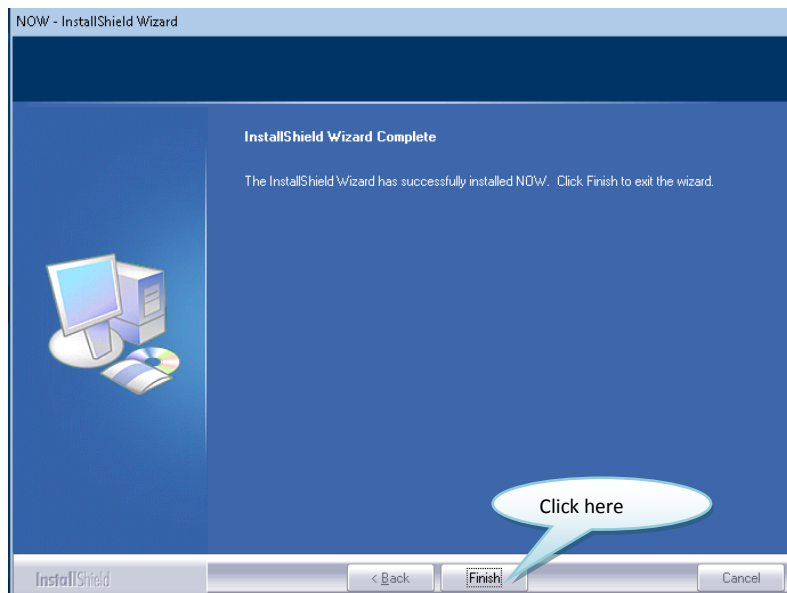 NOW - InstallShield Wizard
InstallShield Wizard Complete
The InstallShield Wizard has successfully installed NOW. Click Finish to exit the wizard.
Click here
InstallShield
< Back Finish Cancel